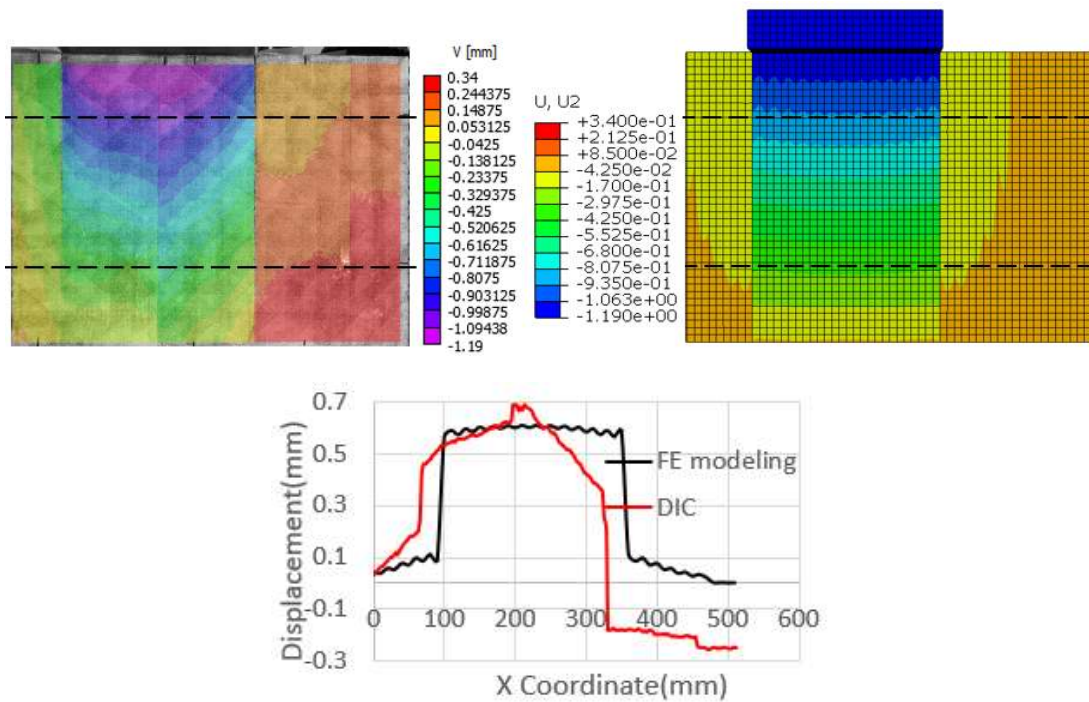 V [mm]
0.34
0.244375
0.14875
0.053125
-0.0425
-0.138125
-0.23375
-0.329375
-0.425
-0.520625
-0.61625
-0.711875
-0.8075
-0.903125
-0.99875
-1.09438
-1.19
U, U2
+3.400e-01
+2.125e-01
+8.500e-02
-4.250e-02
-1.700e-01
-2.975e-01
-4.250e-01
-5.525e-01
-6.800e-01
-8.075e-01
-9.350e-01
-1.063e+00
-1.190e+00
Displacement(mm)
0.7
0.5
0.3
0.1
-0.1
-0.3
FE modeling
DIC
0 100 200 300 400 500 600
X Coordinate(mm)